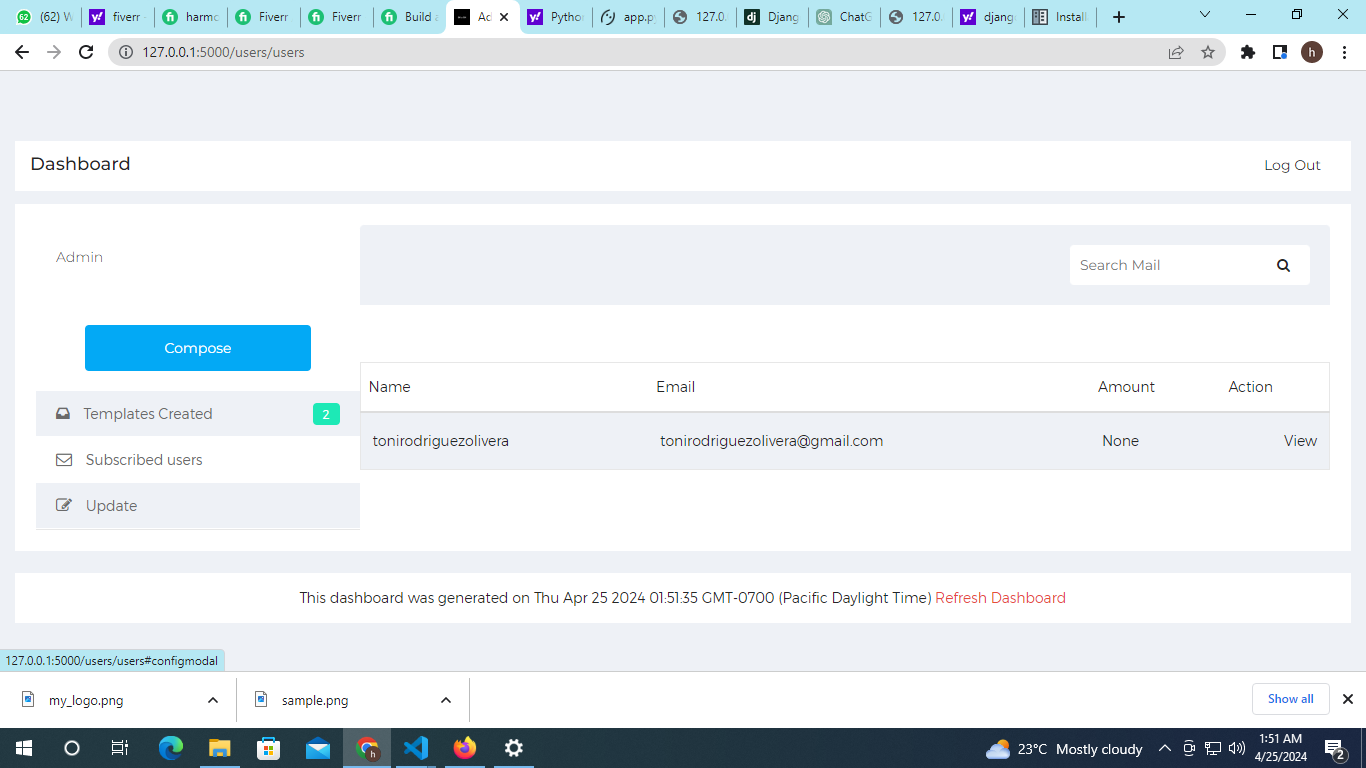 (62) W
fiverr
harmo
Fiverr
Fiverr
Build a
Ad
Python
app.py
127.0.
Djang
ChatG
127.0.
djang
Install
127.0.0.1:5000/users/users
h
Dashboard
Log Out
Admin
Search Mail
Compose
Name Email Amount Action
Templates Created 2
tonirodriguezolivera tonirodriguezolivera@gmail.com None View
Subscribed users
Update
This dashboard was generated on Thu Apr 25 2024 01:51:35 GMT-0700 (Pacific Daylight Time) Refresh Dashboard
127.0.0.1:5000/users/users#configmodal
my_logo.png
sample.png
Show all
23°C Mostly cloudy
1:51 AM
4/25/2024
2